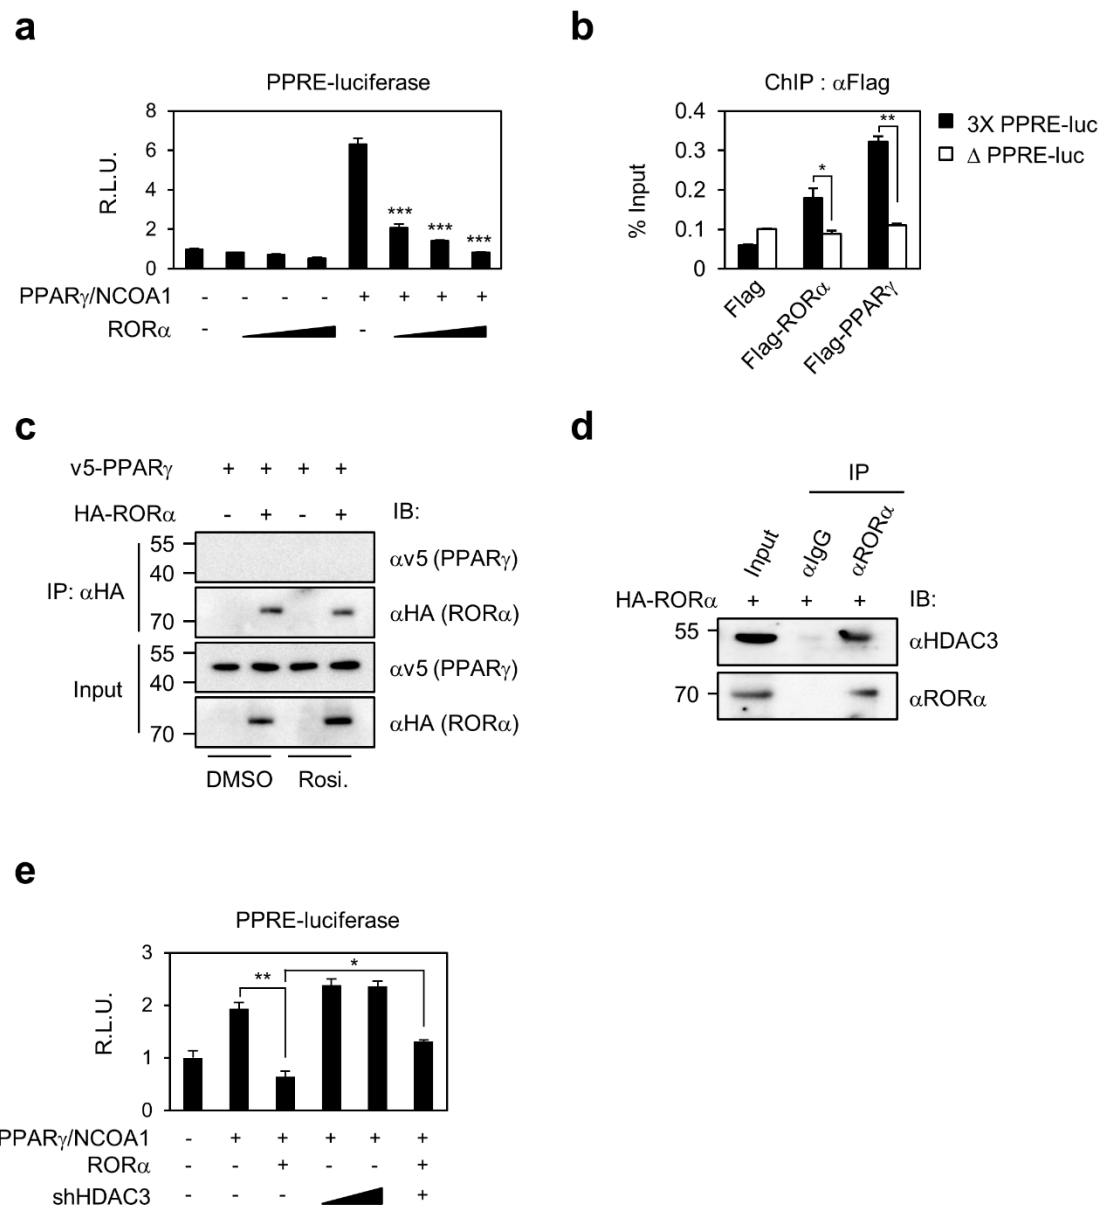 a
PPRE-luciferase
8
6
4
2
0
R.L.U.
*** *** ***
PPARγ/NCOA1 - - - - + + + +
RORα - -
b
ChIP : αFlag
0.4
0.3
0.2
0.1
0
% Input
* **
3X PPRE-luc
Δ PPRE-luc
Flag
Flag-RORα
Flag-PPARγ
c
v5-PPARγ + + + +
HA-RORα - + - + IB:
IP: αHA
55
40
αv5 (PPARγ)
70
αHA (RORα)
Input
55
40
αv5 (PPARγ)
70
αHA (RORα)
DMSO Rosi.
d
IP
Input αIgG αRORα
HA-RORα + + + IB:
55
αHDAC3
70
αRORα
e
PPRE-luciferase
3
2
1
0
R.L.U.
** *
PPARγ/NCOA1 - + + + + +
RORα - - + - - +
shHDAC3 - - - +